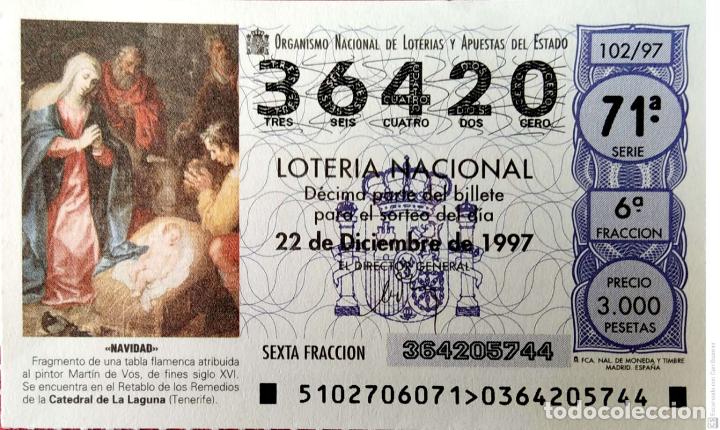 ORGANISMO NACIONAL DE LOTERIAS Y APUESTAS DEL ESTADO
36420
TRES SEIS CUATRO DOS CERO
102/97
71ª
SERIE
LOTERIA NACIONAL
Décima parte del billete
para el sorteo del día
22 de Diciembre de 1997
EL DIRECTOR GENERAL
6ª
FRACCION
PRECIO
3.000
PESETAS
SEXTA FRACCION 364205744
F.CA. NAL. DE MONEDA Y TIMBRE
MADRID. ESPAÑA
5102706071>0364205744
«NAVIDAD»
Fragmento de una tabla flamenca atribuida
al pintor Martín de Vos, de fines siglo XVI.
Se encuentra en el Retablo de los Remedios
de la Catedral de La Laguna (Tenerife).
todocoleccion